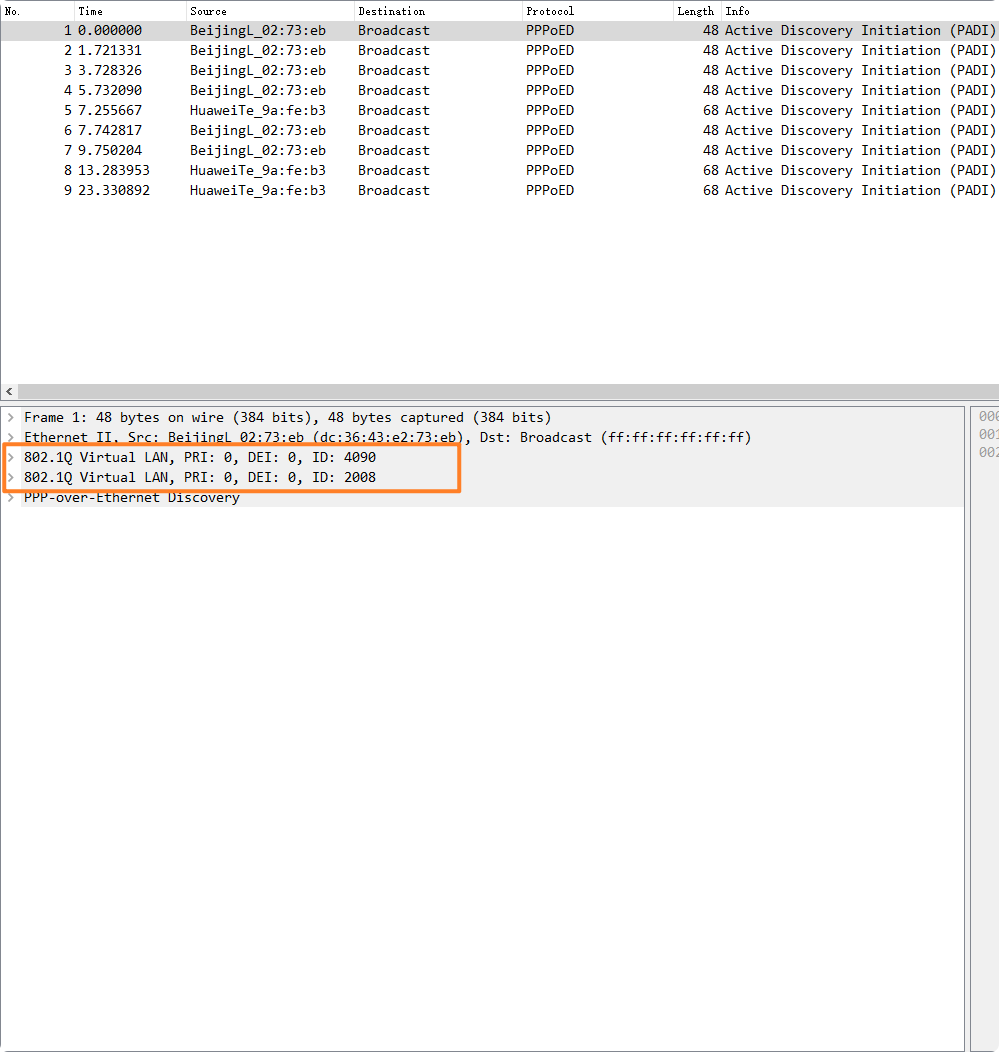 No. Time Source Destination Protocol Length Info
1 0.000000 BeijingL_02:73:eb Broadcast PPPoED 48 Active Discovery Initiation (PADI)
2 1.721331 BeijingL_02:73:eb Broadcast PPPoED 48 Active Discovery Initiation (PADI)
3 3.728326 BeijingL_02:73:eb Broadcast PPPoED 48 Active Discovery Initiation (PADI)
4 5.732090 BeijingL_02:73:eb Broadcast PPPoED 48 Active Discovery Initiation (PADI)
5 7.255667 HuaweiTe_9a:fe:b3 Broadcast PPPoED 68 Active Discovery Initiation (PADI)
6 7.742817 BeijingL_02:73:eb Broadcast PPPoED 48 Active Discovery Initiation (PADI)
7 9.750204 BeijingL_02:73:eb Broadcast PPPoED 48 Active Discovery Initiation (PADI)
8 13.283953 HuaweiTe_9a:fe:b3 Broadcast PPPoED 68 Active Discovery Initiation (PADI)
9 23.330892 HuaweiTe_9a:fe:b3 Broadcast PPPoED 68 Active Discovery Initiation (PADI)
Frame 1: 48 bytes on wire (384 bits), 48 bytes captured (384 bits)
Ethernet II, Src: BeijingL_02:73:eb (dc:36:43:e2:73:eb), Dst: Broadcast (ff:ff:ff:ff:ff:ff)
802.1Q Virtual LAN, PRI: 0, DEI: 0, ID: 4090
802.1Q Virtual LAN, PRI: 0, DEI: 0, ID: 2008
PPP-over-Ethernet Discovery